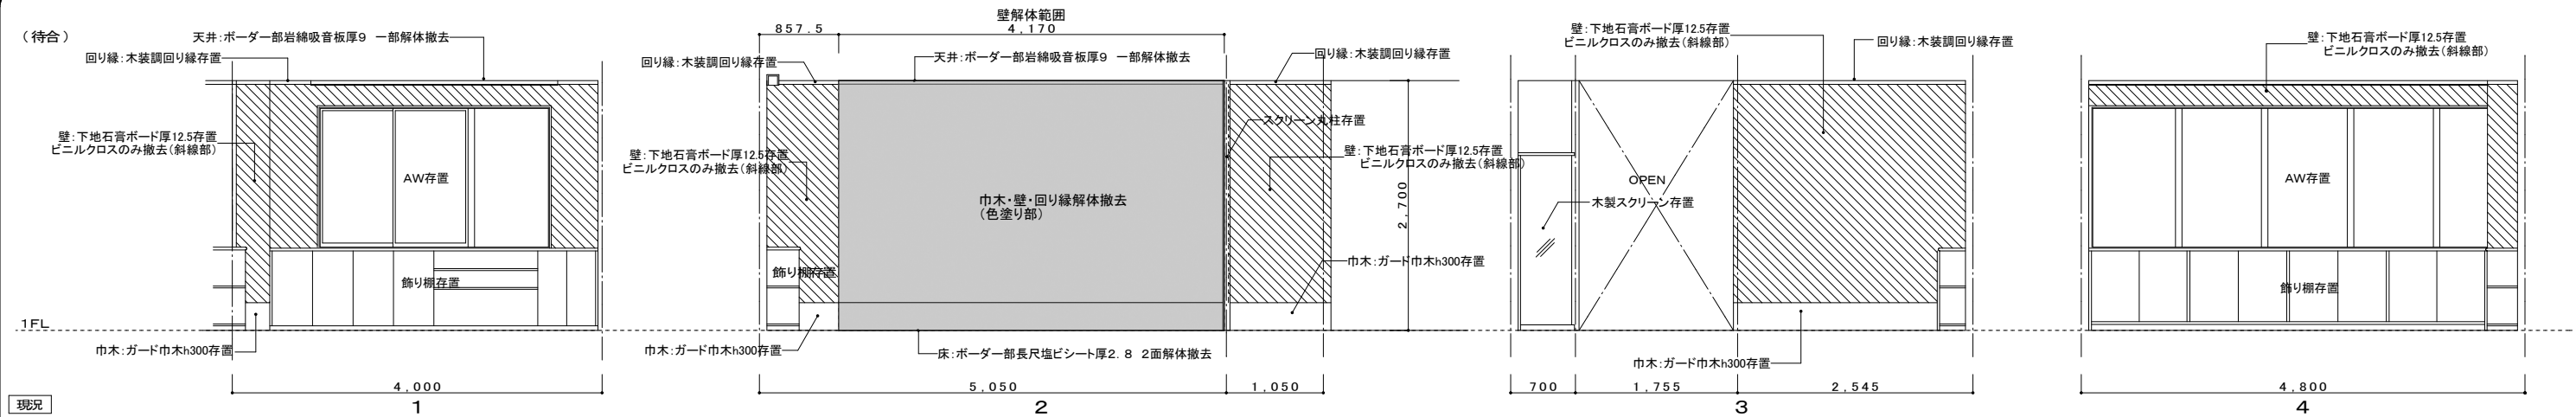 (待合)
天井:ボーダー部岩綿吸音板厚9 一部解体撤去
回り縁:木装調回り縁存置
壁:下地石膏ボード厚12.5存置
ビニルクロスのみ撤去(斜線部)
AW存置
飾り棚存置
1FL
巾木:ガード巾木h300存置
4,000
1
現況
壁解体範囲
857.5
4,170
回り縁:木装調回り縁存置
天井:ボーダー部岩綿吸音板厚9 一部解体撤去
回り縁:木装調回り縁存置
スクリーン丸柱存置
壁:下地石膏ボード厚12.5存置
ビニルクロスのみ撤去(斜線部)
壁:下地石膏ボード厚12.5存置
ビニルクロスのみ撤去(斜線部)
巾木・壁・回り縁解体撤去
(色塗り部)
2,700
飾り棚存置
巾木:ガード巾木h300存置
巾木:ガード巾木h300存置
床:ボーダー部長尺塩ビシート厚2.8 2面解体撤去
5,050
1,050
2
壁:下地石膏ボード厚12.5存置
ビニルクロスのみ撤去(斜線部)
回り縁:木装調回り縁存置
OPEN
木製スクリーン存置
巾木:ガード巾木h300存置
700
1,755
2,545
3
壁:下地石膏ボード厚12.5存置
ビニルクロスのみ撤去(斜線部)
AW存置
飾り棚存置
4,800
4